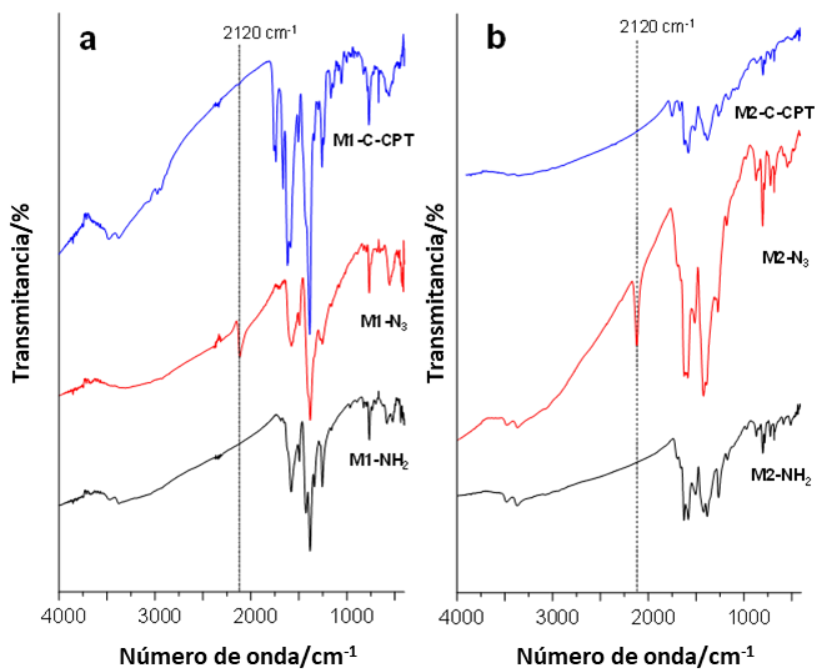 a
2120 cm⁻¹
M1-C-CPT
M1-N₃
M1-NH₂
Transmitancia/%
4000 3000 2000 1000
Número de onda/cm⁻¹
b
2120 cm⁻¹
M2-C-CPT
M2-N₃
M2-NH₂
Transmitancia/%
4000 3000 2000 1000
Número de onda/cm⁻¹